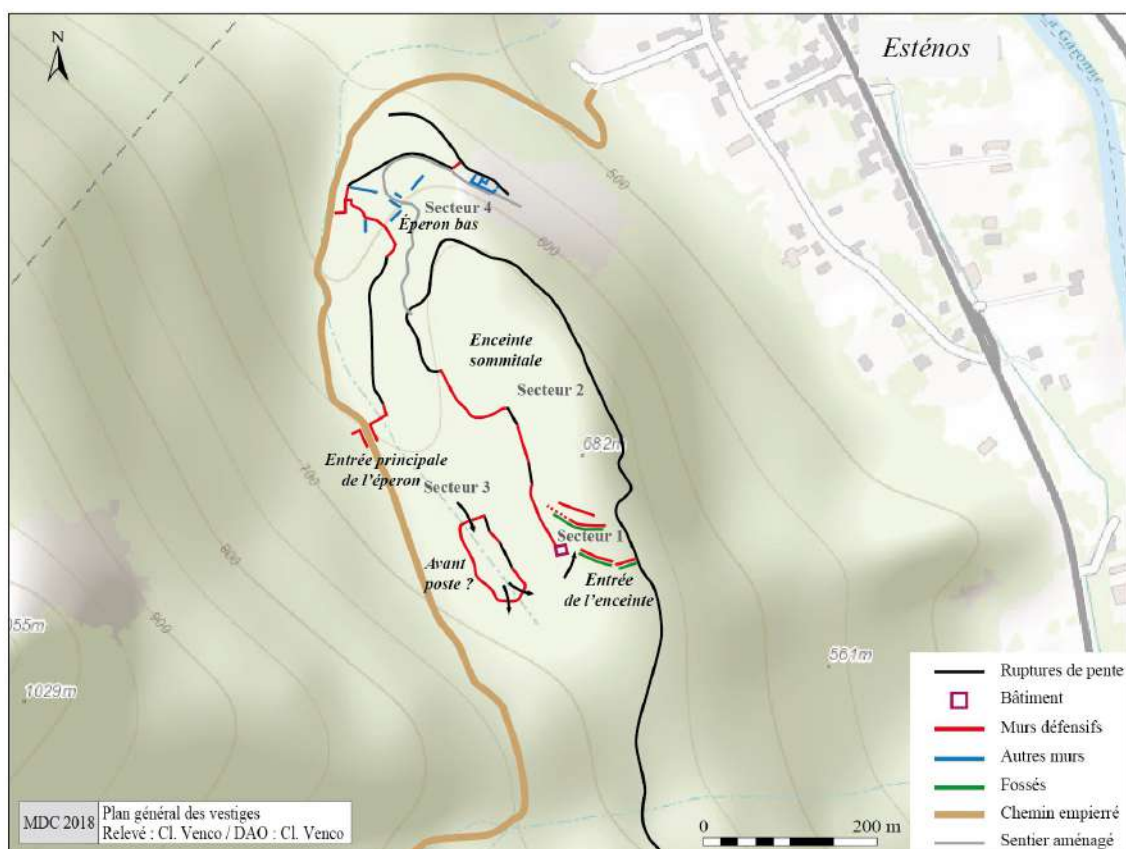 N
Esténos
La Garonne
500
Secteur 4
Éperon bas
600
Enceinte
sommitale
Secteur 2
682m
Entrée principale
de l'éperon
700
Secteur 3
Secteur 1
Avant
poste ?
Entrée
de l'enceinte
800
900
055m
1029m
561m
Ruptures de pente
Bâtiment
Murs défensifs
Autres murs
Fossés
Chemin empierré
Sentier aménagé
MDC 2018
Plan général des vestiges
Relevé : Cl. Venco / DAO : Cl. Venco
0 200 m